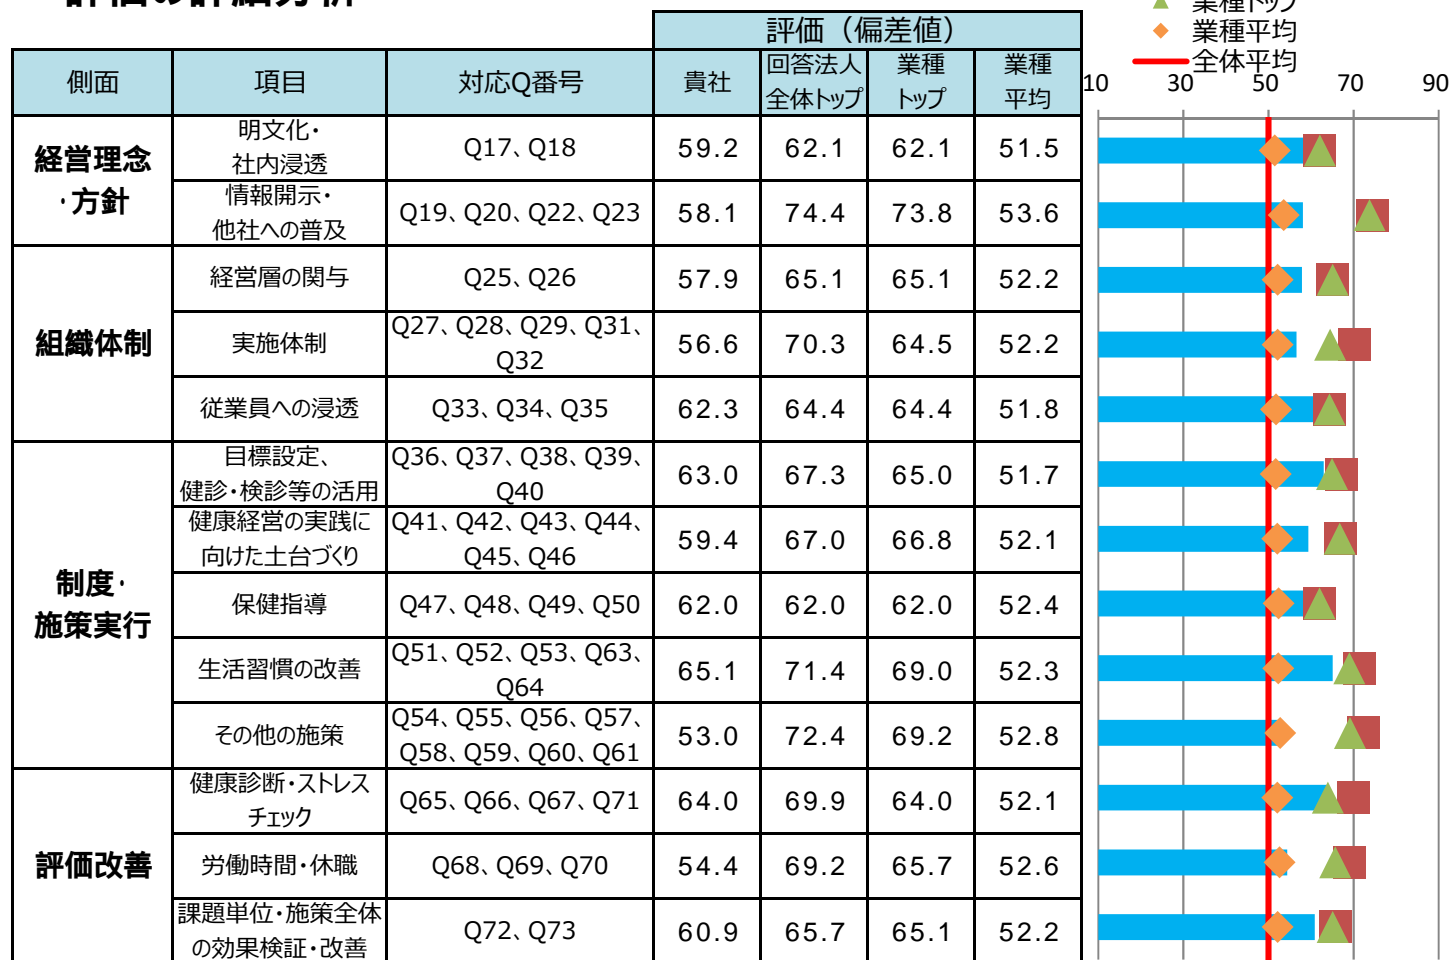 評価の詳細分析
業種トップ
業種平均
全体平均
評価（偏差値）
側面 項目 対応Q番号 貴社 回答法人 全体トップ 業種 トップ 業種 平均
10 30 50 70 90
経営理念
・方針
明文化・
社内浸透
Q17、Q18 59.2 62.1 62.1 51.5
情報開示・
他社への普及
Q19、Q20、Q22、Q23 58.1 74.4 73.8 53.6
組織体制
経営層の関与 Q25、Q26 57.9 65.1 65.1 52.2
実施体制
Q27、Q28、Q29、Q31、
Q32
56.6 70.3 64.5 52.2
従業員への浸透 Q33、Q34、Q35 62.3 64.4 64.4 51.8
制度・
施策実行
目標設定、
健診・検診等の活用
Q36、Q37、Q38、Q39、
Q40
63.0 67.3 65.0 51.7
健康経営の実践に
向けた土台づくり
Q41、Q42、Q43、Q44、
Q45、Q46
59.4 67.0 66.8 52.1
保健指導 Q47、Q48、Q49、Q50 62.0 62.0 62.0 52.4
生活習慣の改善
Q51、Q52、Q53、Q63、
Q64
65.1 71.4 69.0 52.3
その他の施策
Q54、Q55、Q56、Q57、
Q58、Q59、Q60、Q61
53.0 72.4 69.2 52.8
評価改善
健康診断・ストレス
チェック
Q65、Q66、Q67、Q71 64.0 69.9 64.0 52.1
労働時間・休職 Q68、Q69、Q70 54.4 69.2 65.7 52.6
課題単位・施策全体
の効果検証・改善
Q72、Q73 60.9 65.7 65.1 52.2